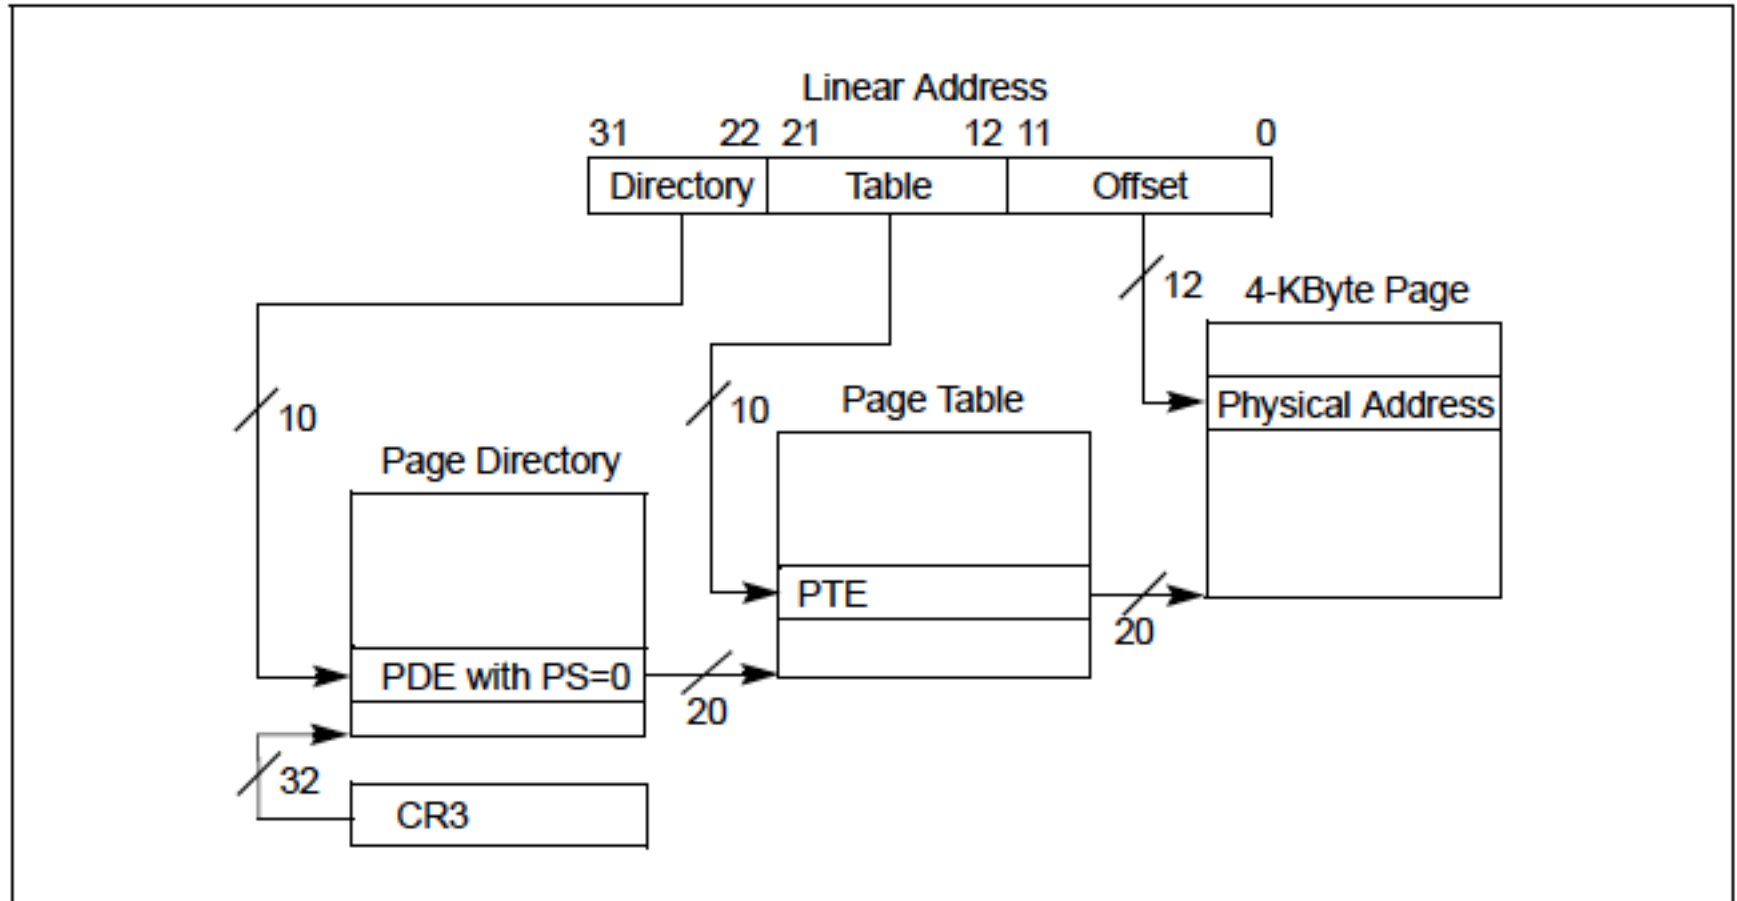 Linear Address
31 22 21 12 11 0
Directory Table Offset
12
4-KByte Page
Physical Address
10
10
Page Table
Page Directory
PTE
20
PDE with PS=0
20
32
CR3